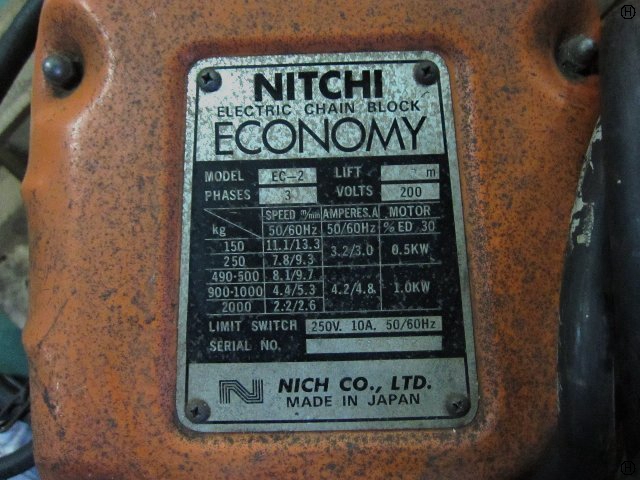 NITCHI
ELECTRIC CHAIN BLOCK
ECONOMY
MODEL EC-2 LIFT m
PHASES 3 VOLTS 200
kg SPEED m/min AMPERES.A MOTOR
50/60Hz 50/60Hz % ED 30
150 11.1/13.3 3.2/3.0 0.5KW
250 7.8/9.3
490-500 8.1/9.7 4.2/4.8 1.0KW
900-1000 4.4/5.3
2000 2.2/2.6
LIMIT SWITCH 250V. 10A. 50/60Hz
SERIAL NO.
N NICH CO., LTD.
MADE IN JAPAN
H
H